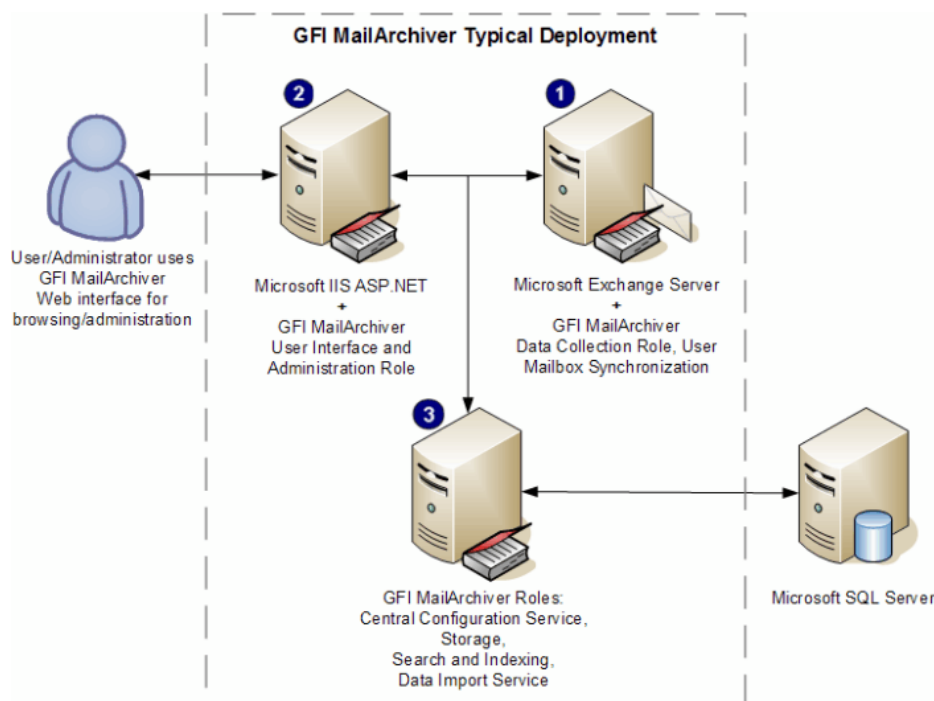 GFI MailArchiver Typical Deployment
2
1
User/Administrator uses
GFI MailArchiver
Web interface for
browsing/administration
Microsoft IIS ASP.NET
+
GFI MailArchiver
User Interface and
Administration Role
Microsoft Exchange Server
+
GFI MailArchiver
Data Collection Role, User
Mailbox Synchronization
3
GFI MailArchiver Roles:
Central Configuration Service,
Storage,
Search and Indexing,
Data Import Service
Microsoft SQL Server